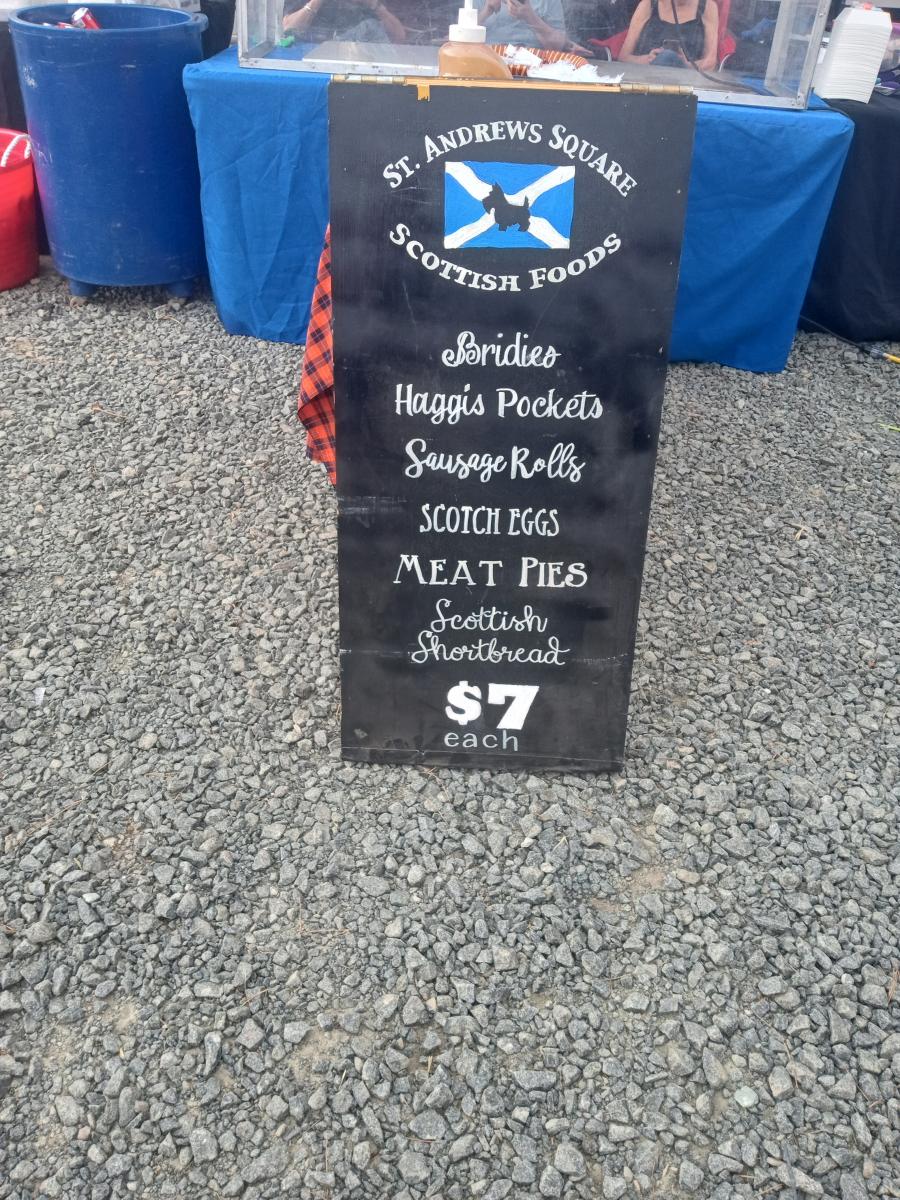 St. Andrews Square
Scottish Foods
Bridies
Haggis Pockets
Sausage Rolls
SCOTCH EGGS
MEAT PIES
Scottish
Shortbread
$7
each